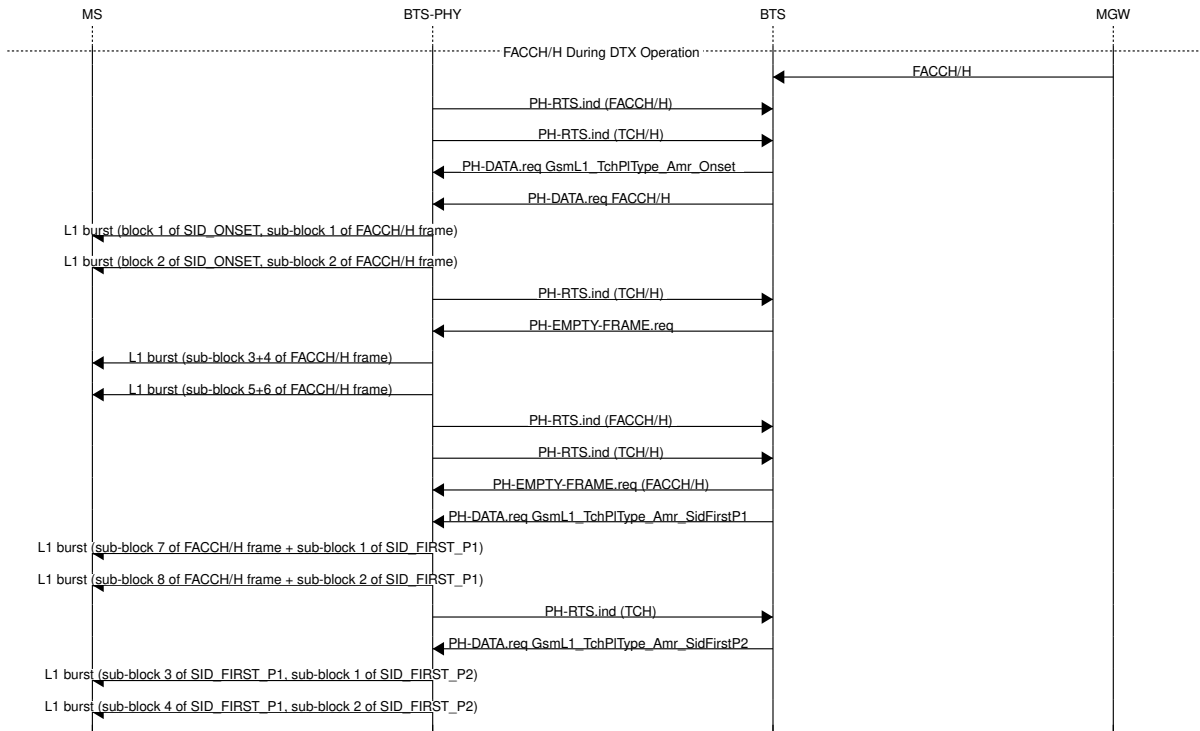 MS BTS-PHY BTS MGW
FACCH/H During DTX Operation
FACCH/H
PH-RTS.ind (FACCH/H)
PH-RTS.ind (TCH/H)
PH-DATA.req GsmL1_TchPlType_Amr_Onset
PH-DATA.req FACCH/H
L1 burst (block 1 of SID_ONSET, sub-block 1 of FACCH/H frame)
L1 burst (block 2 of SID_ONSET, sub-block 2 of FACCH/H frame)
PH-RTS.ind (TCH/H)
PH-EMPTY-FRAME.req
L1 burst (sub-block 3+4 of FACCH/H frame)
L1 burst (sub-block 5+6 of FACCH/H frame)
PH-RTS.ind (FACCH/H)
PH-RTS.ind (TCH/H)
PH-EMPTY-FRAME.req (FACCH/H)
PH-DATA.req GsmL1_TchPlType_Amr_SidFirstP1
L1 burst (sub-block 7 of FACCH/H frame + sub-block 1 of SID_FIRST_P1)
L1 burst (sub-block 8 of FACCH/H frame + sub-block 2 of SID_FIRST_P1)
PH-RTS.ind (TCH)
PH-DATA.req GsmL1_TchPlType_Amr_SidFirstP2
L1 burst (sub-block 3 of SID_FIRST_P1, sub-block 1 of SID_FIRST_P2)
L1 burst (sub-block 4 of SID_FIRST_P1, sub-block 2 of SID_FIRST_P2)